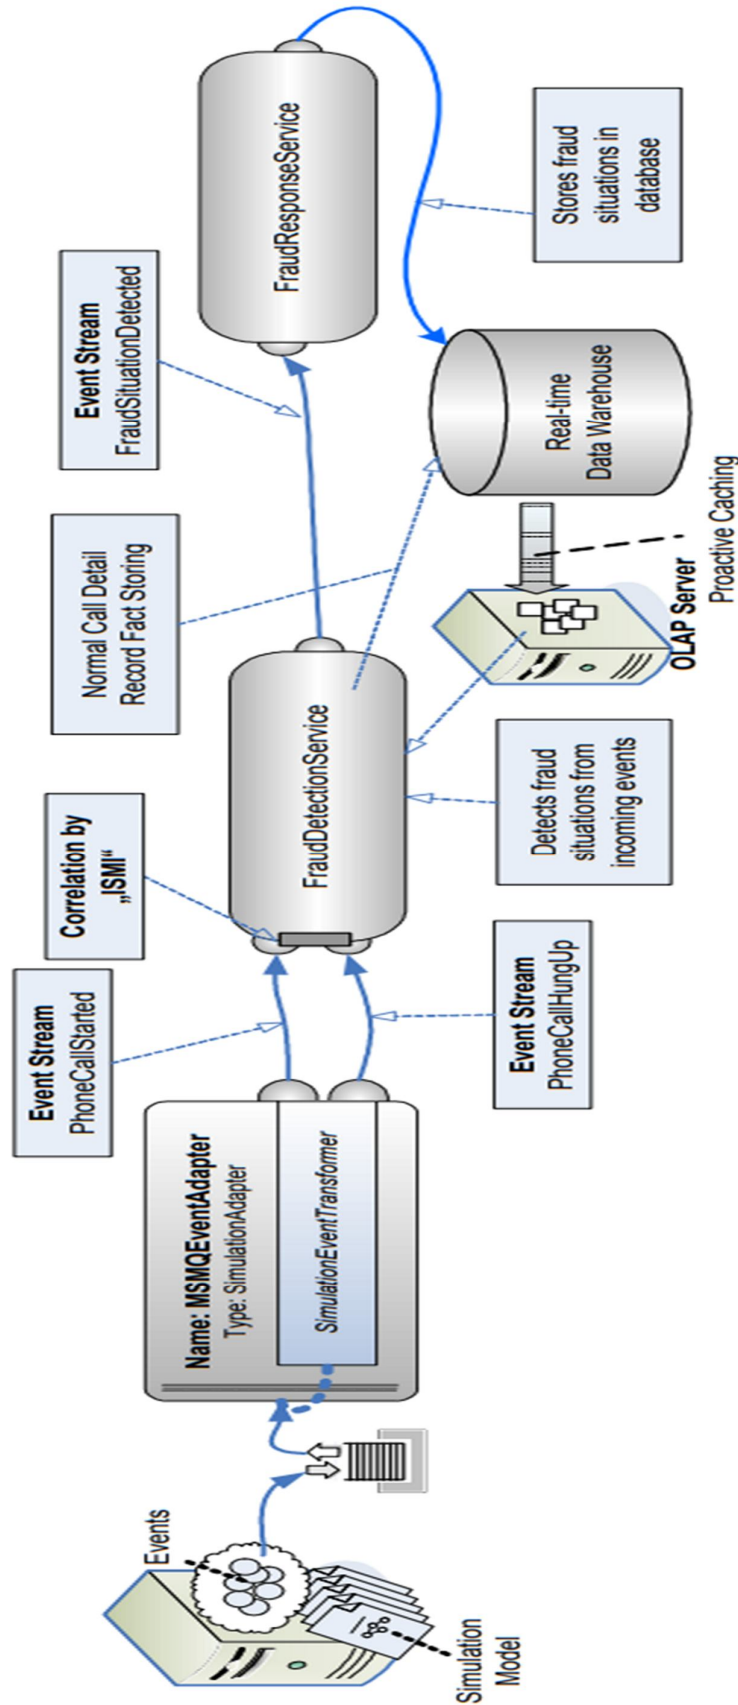 Events
Simulation
Model
Name: MSMQEventAdapter
Type: SimulationAdapter
SimulationEventTransformer
Event Stream
PhoneCallStarted
Event Stream
PhoneCallHungUp
Correlation by
„ISMI“
FraudDetectionService
Detects fraud
situations from
incoming events
Normal Call Detail
Record Fact Storing
OLAP Server
Proactive Caching
Real-time
Data Warehouse
Event Stream
FraudSituationDetected
FraudResponseService
Stores fraud
situations in
database